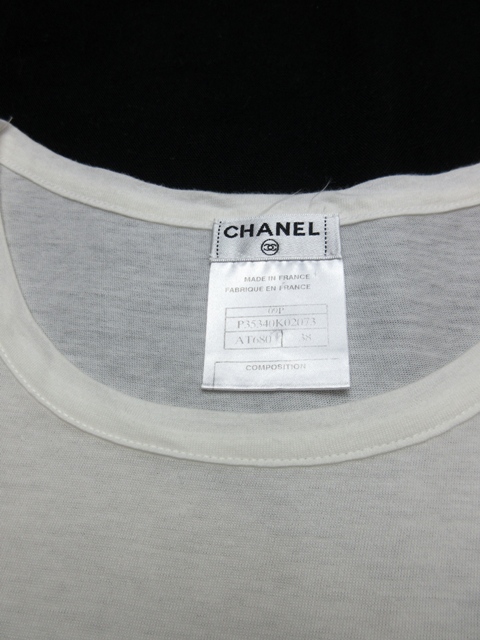 CHANEL
MADE IN FRANCE
FABRIQUE EN FRANCE
09P
P35340K02073
AT680 38
COMPOSITION